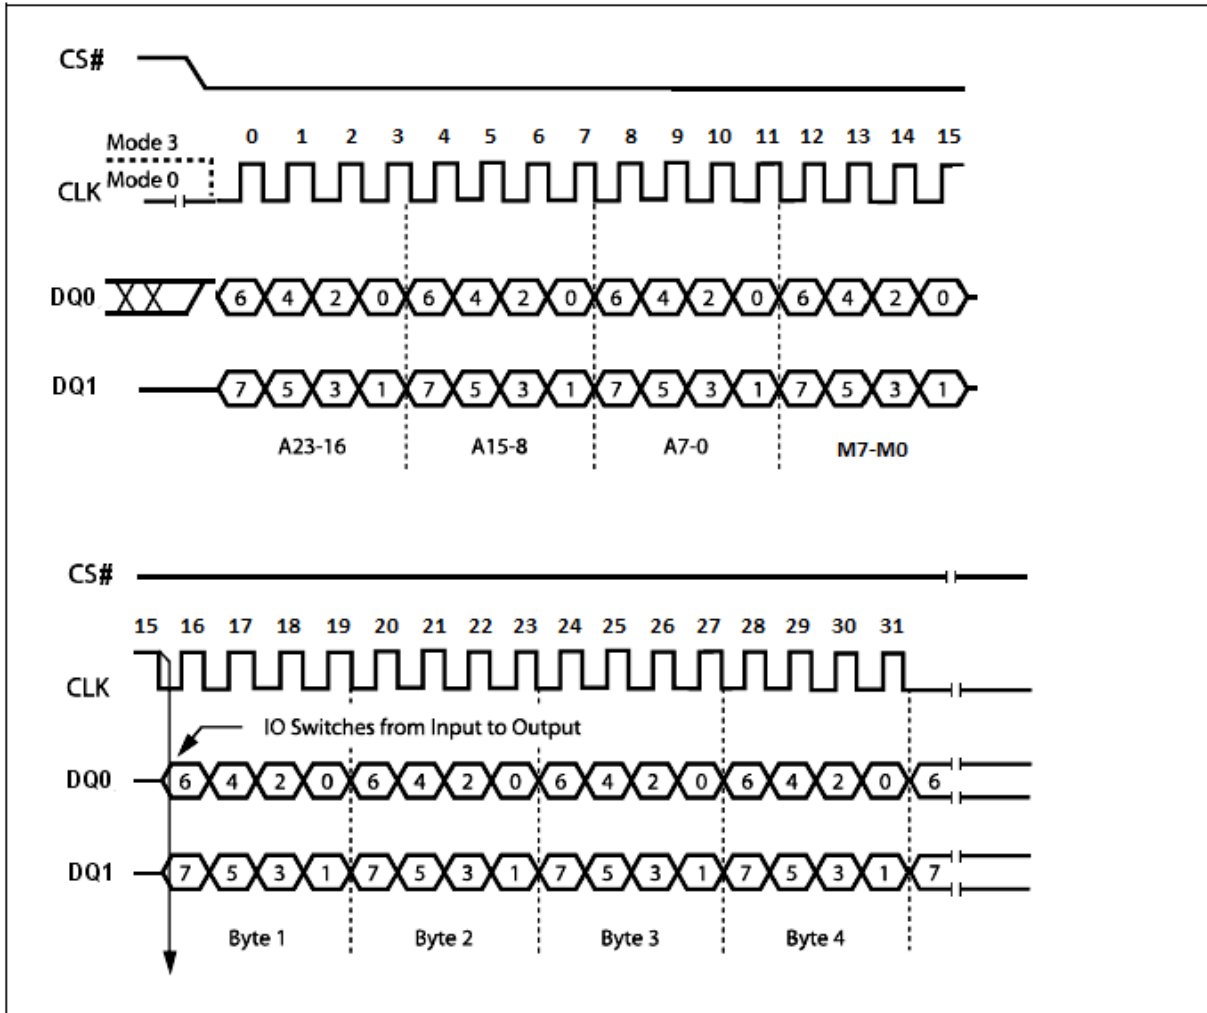 CS#
0 1 2 3 4 5 6 7 8 9 10 11 12 13 14 15
Mode 3
Mode 0
CLK
DQ0 6 4 2 0 6 4 2 0 6 4 2 0 6 4 2 0
DQ1 7 5 3 1 7 5 3 1 7 5 3 1 7 5 3 1
A23-16 A15-8 A7-0 M7-M0
CS#
15 16 17 18 19 20 21 22 23 24 25 26 27 28 29 30 31
CLK
IO Switches from Input to Output
DQ0 6 4 2 0 6 4 2 0 6 4 2 0 6 4 2 0 6
DQ1 7 5 3 1 7 5 3 1 7 5 3 1 7 5 3 1 7
Byte 1 Byte 2 Byte 3 Byte 4